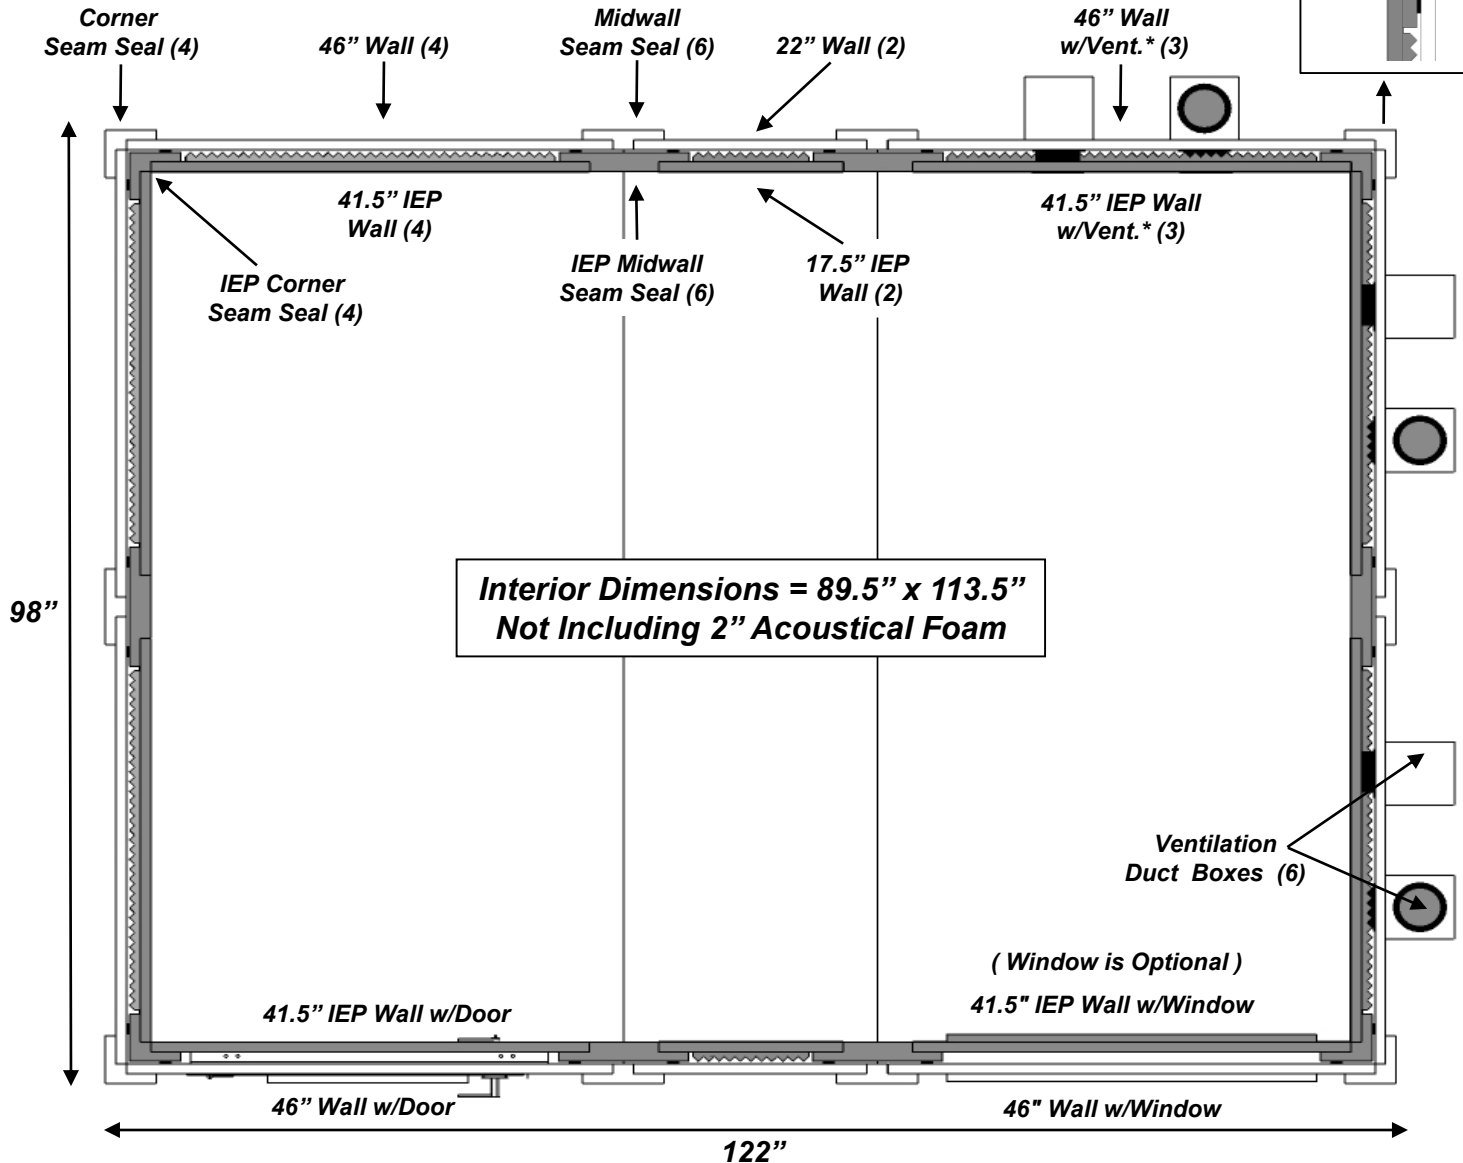 Corner
Seam Seal (4)
46” Wall (4)
Midwall
Seam Seal (6)
22” Wall (2)
46” Wall
w/Vent.* (3)
41.5” IEP
Wall (4)
41.5” IEP Wall
w/Vent.* (3)
IEP Corner
Seam Seal (4)
IEP Midwall
Seam Seal (6)
17.5” IEP
Wall (2)
98”
Interior Dimensions = 89.5” x 113.5”
Not Including 2” Acoustical Foam
Ventilation
Duct Boxes (6)
( Window is Optional )
41.5” IEP Wall w/Door
41.5" IEP Wall w/Window
46” Wall w/Door
46" Wall w/Window
122”